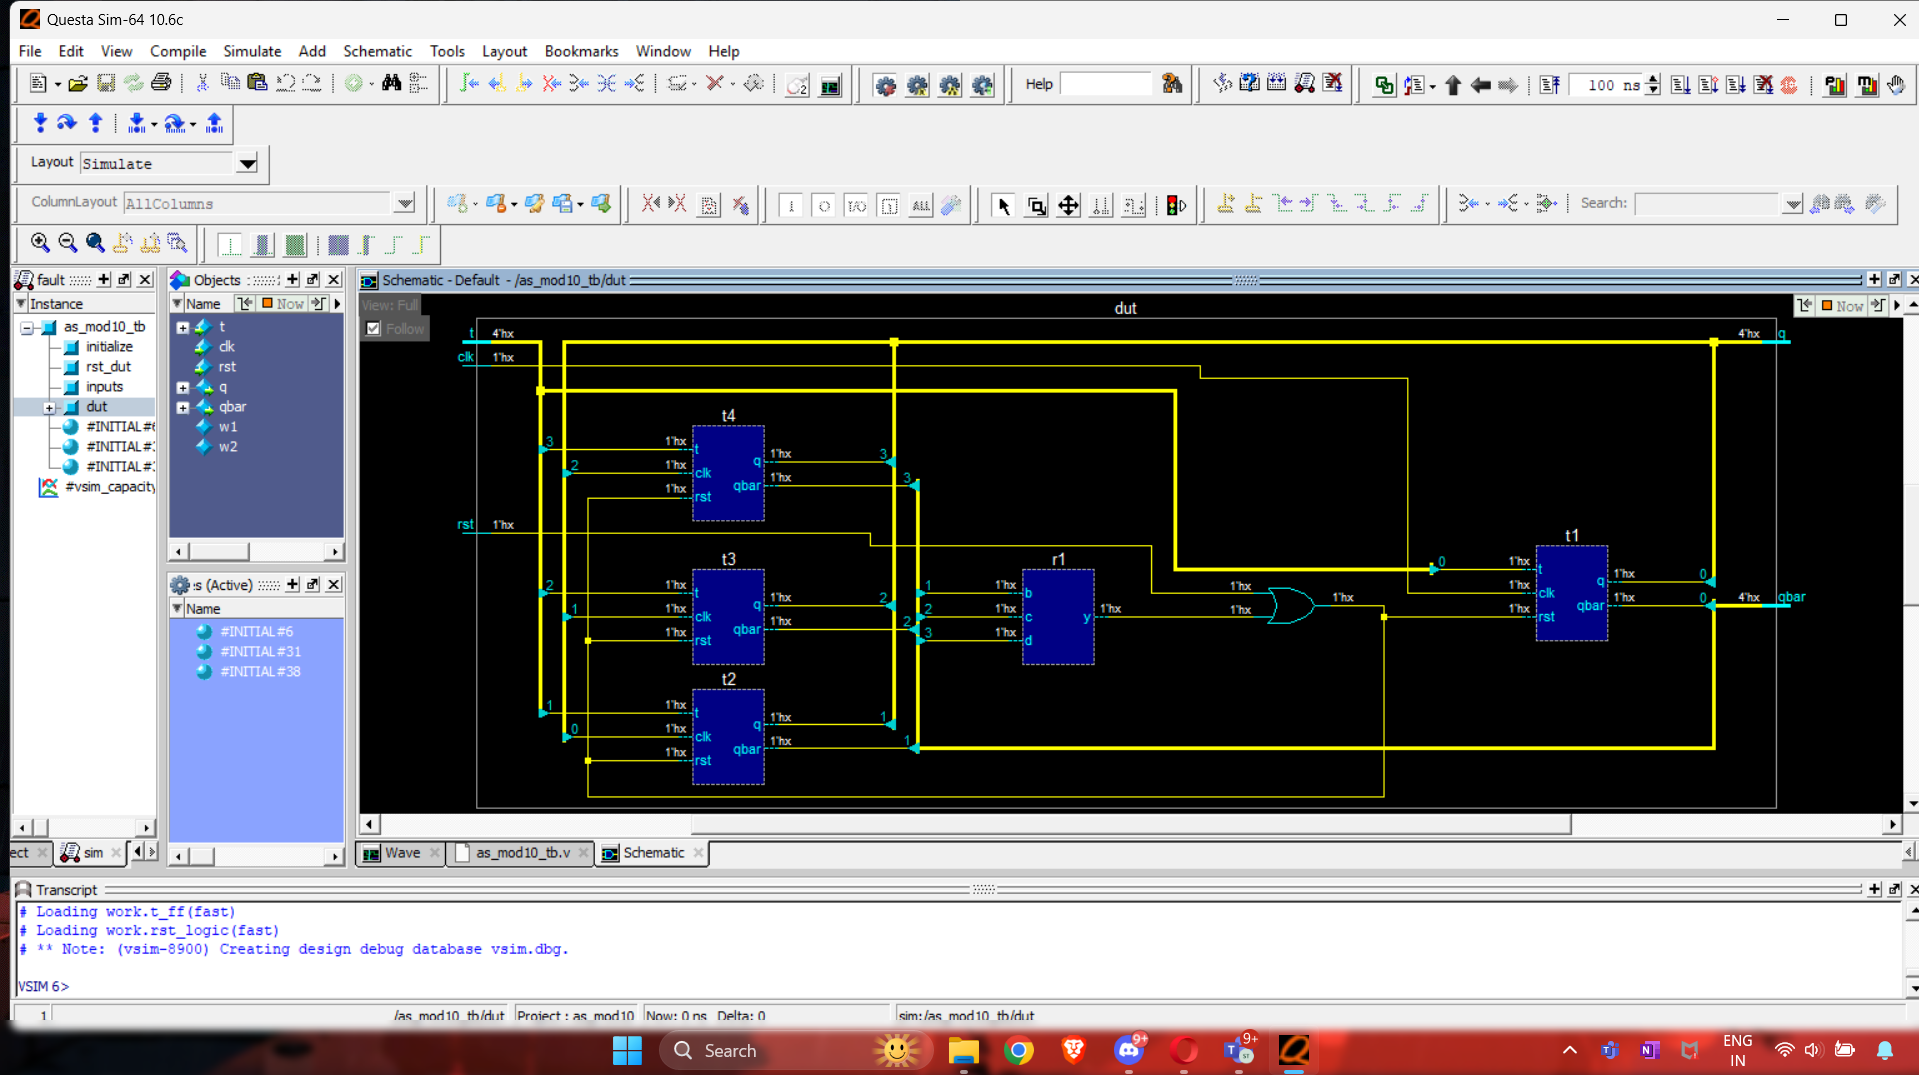 Questa Sim-64 10.6c
File Edit View Compile Simulate Add Schematic Tools Layout Bookmarks Window Help
Help
100 ns
Layout Simulate
ColumnLayout AllColumns
ALL
Search:
fault
Instance
as_mod10_tb
initialize
rst_dut
inputs
dut
#INITIAL#6
#INITIAL#3
#INITIAL#3
#vsim_capacity
ect
sim
Objects
Name
Now
t
clk
rst
q
qbar
w1
w2
s (Active)
Name
#INITIAL#6
#INITIAL#31
#INITIAL#38
Schematic - Default - /as_mod10_tb/dut
View: Full
Follow
Now
dut
t 4'hx
clk 1'hx
4'hx q
t4
3 1'hx t
2 1'hx clk
1'hx rst
q 1'hx 3
qbar 1'hx 3
rst 1'hx
t3
2 1'hx t
1 1'hx clk
1'hx rst
q 1'hx 2
qbar 1'hx 2
t2
1 1'hx t
0 1'hx clk
1'hx rst
q 1'hx 1
qbar 1'hx 1
r1
1 1'hx b
2 1'hx c
3 1'hx d
y 1'hx
1'hx
1'hx
1'hx
t1
0 1'hx t
1'hx clk
1'hx rst
q 1'hx 0
qbar 1'hx 0
4'hx qbar
Wave
as_mod10_tb.v
Schematic
Transcript
# Loading work.t_ff(fast)
# Loading work.rst_logic(fast)
# ** Note: (vsim-8900) Creating design debug database vsim.dbg.
VSIM 6>
1
/as_mod10_tb/dut
Project : as_mod10
Now: 0 ns Delta: 0
sim:/as_mod10_tb/dut
Search
9+
9+
ENG
IN